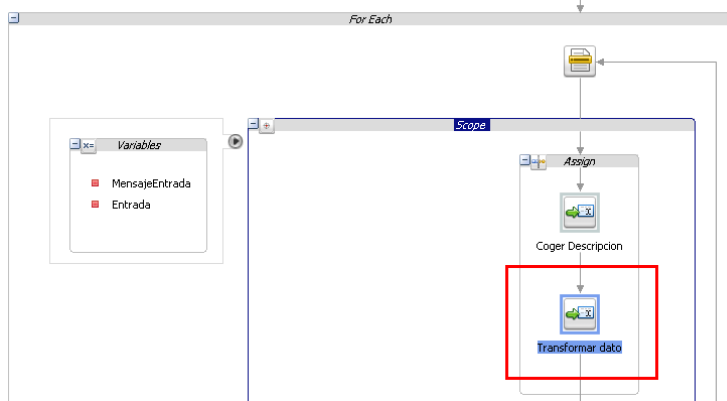 For Each
Scope
Variables
x=
Assign
MensajeEntrada
Entrada
Coger Descripcion
Transformar dato